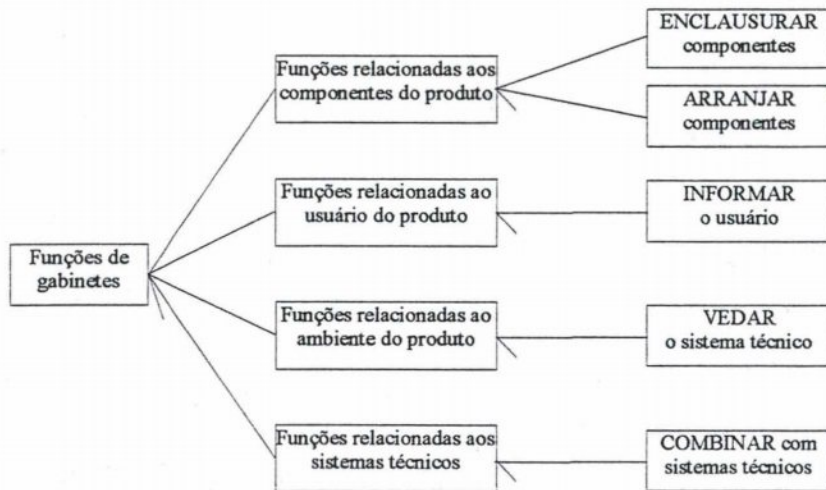 Funções de
gabinetes
Funções relacionadas aos
componentes do produto
ENCLAUSURAR
componentes
ARRANJAR
componentes
Funções relacionadas ao
usuário do produto
INFORMAR
o usuário
Funções relacionadas ao
ambiente do produto
VEDAR
o sistema técnico
Funções relacionadas aos
sistemas técnicos
COMBINAR com
sistemas técnicos